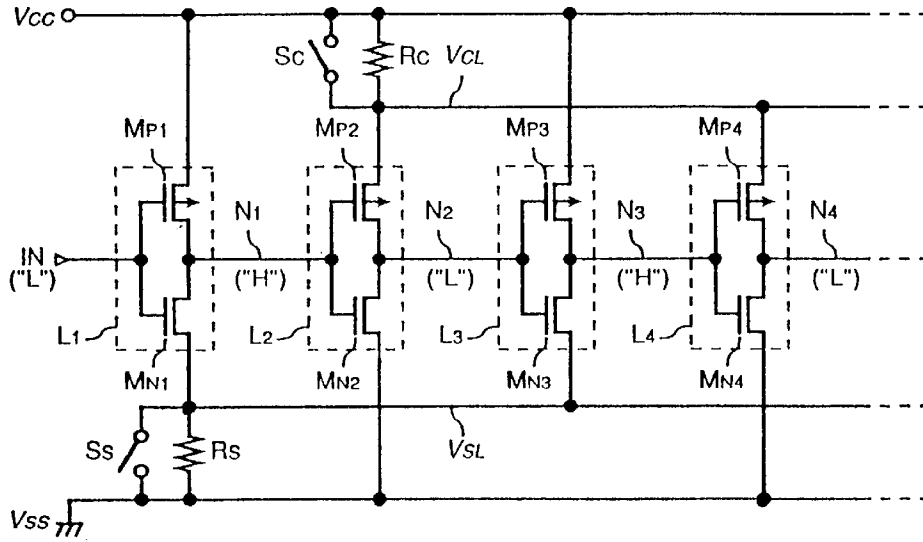 VCC
SC
RC
VCL
MP1
MP2
MP3
MP4
IN
("L")
N1
("H")
N2
("L")
N3
("H")
N4
("L")
L1
L2
L3
L4
MN1
MN2
MN3
MN4
SS
RS
VSL
VSS